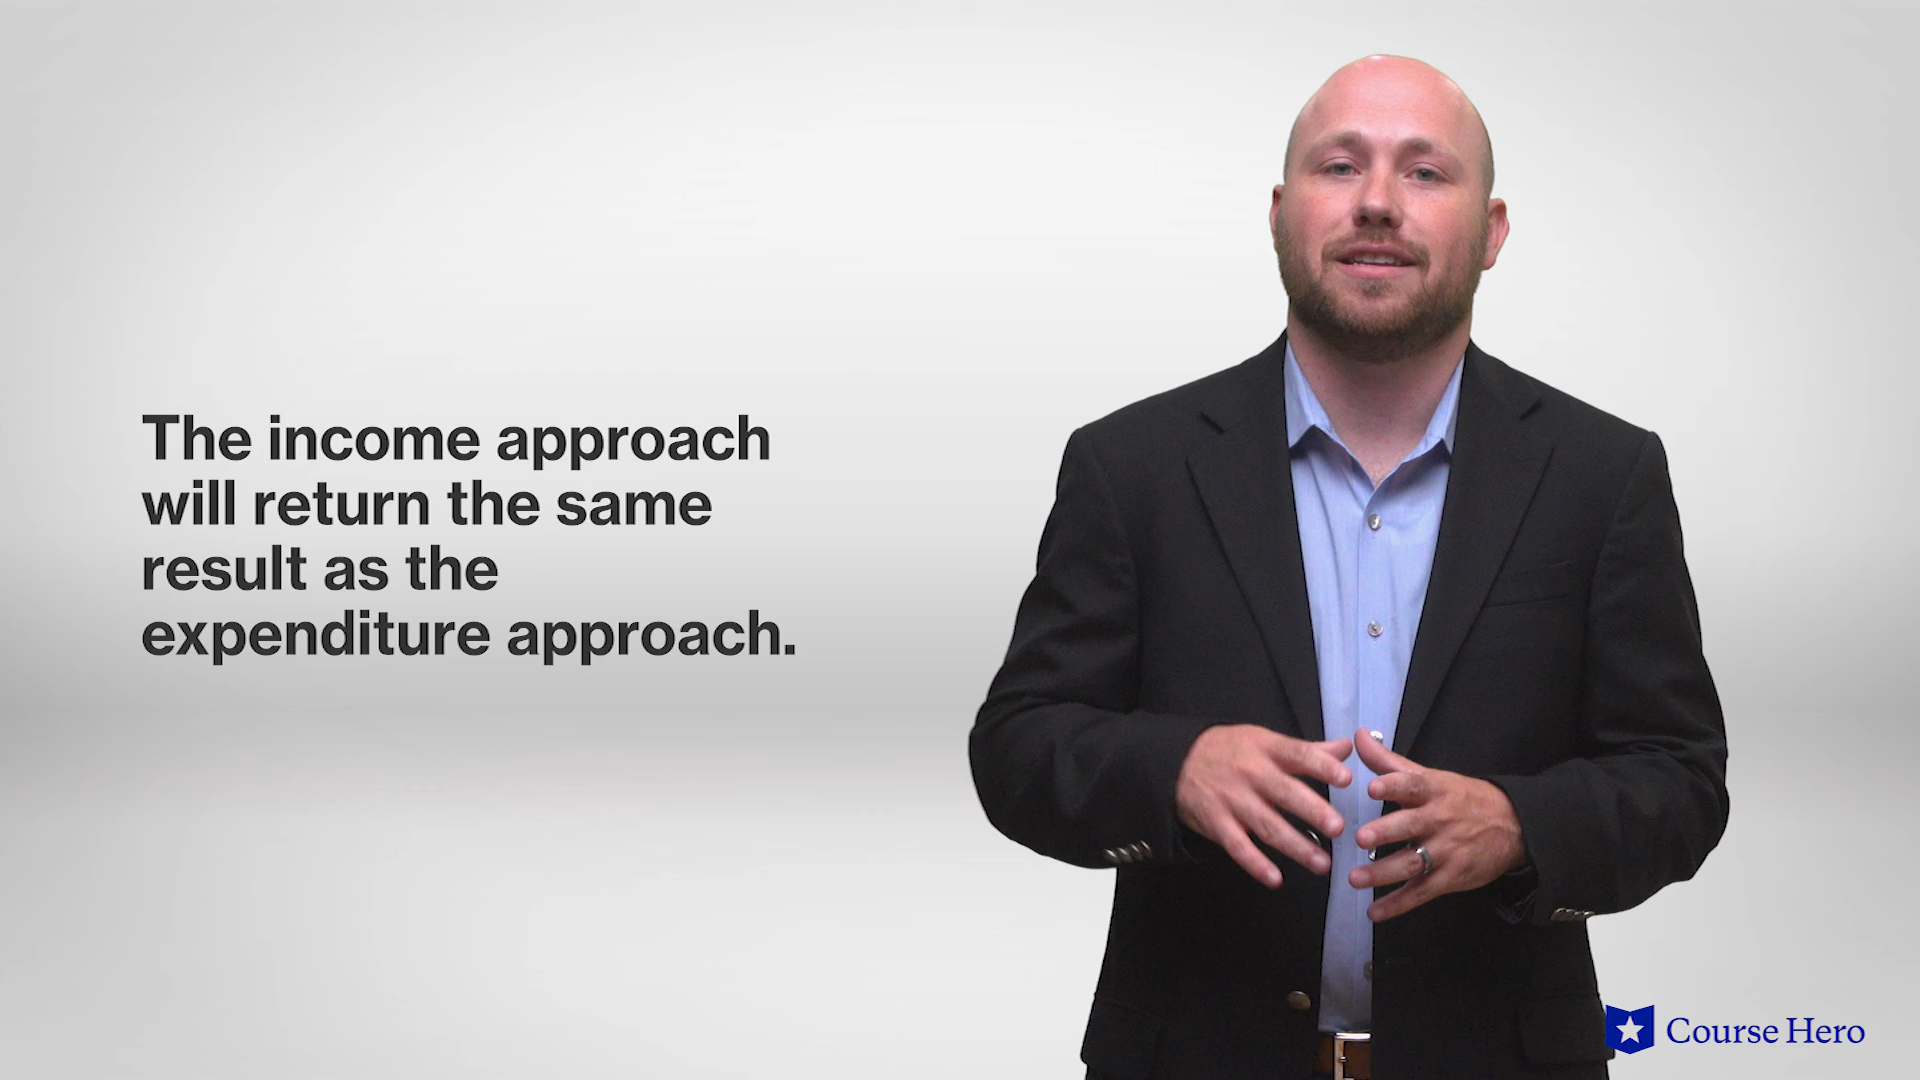 The income approach
will return the same
result as the
expenditure approach.
Course Hero